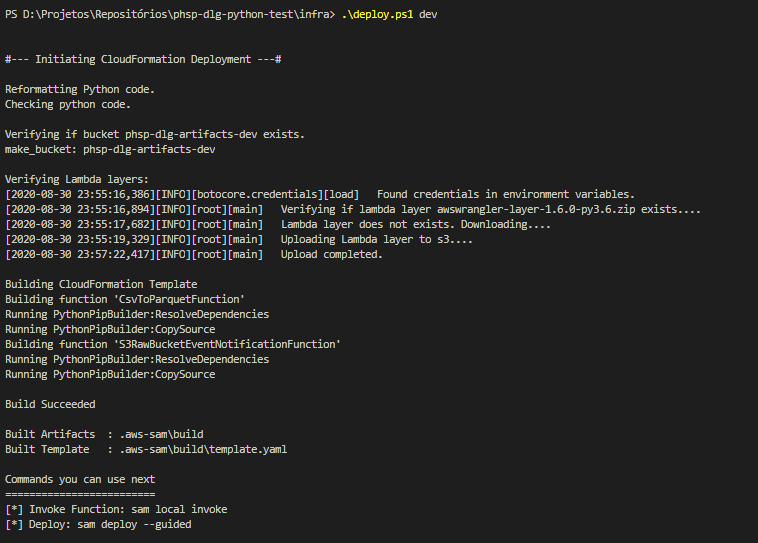 PS D:\Projetos\Repositórios\phsp-dlg-python-test\infra> .\deploy.ps1 dev
#--- Initiating CloudFormation Deployment ---#
Reformatting Python code.
Checking python code.
Verifying if bucket phsp-dlg-artifacts-dev exists.
make_bucket: phsp-dlg-artifacts-dev
Verifying Lambda layers:
[2020-08-30 23:55:16,386][INFO][botocore.credentials][load]   Found credentials in environment variables.
[2020-08-30 23:55:16,894][INFO][root][main]   Verifying if lambda layer awswrangler-layer-1.6.0-py3.6.zip exists....
[2020-08-30 23:55:17,682][INFO][root][main]   Lambda layer does not exists. Downloading....
[2020-08-30 23:55:19,329][INFO][root][main]   Uploading Lambda layer to s3....
[2020-08-30 23:57:22,417][INFO][root][main]   Upload completed.
Building CloudFormation Template
Building function 'CsvToParquetFunction'
Running PythonPipBuilder:ResolveDependencies
Running PythonPipBuilder:CopySource
Building function 'S3RawBucketEventNotificationFunction'
Running PythonPipBuilder:ResolveDependencies
Running PythonPipBuilder:CopySource
Build Succeeded
Built Artifacts  : .aws-sam\build
Built Template   : .aws-sam\build\template.yaml
Commands you can use next
=========================
[*] Invoke Function: sam local invoke
[*] Deploy: sam deploy --guided